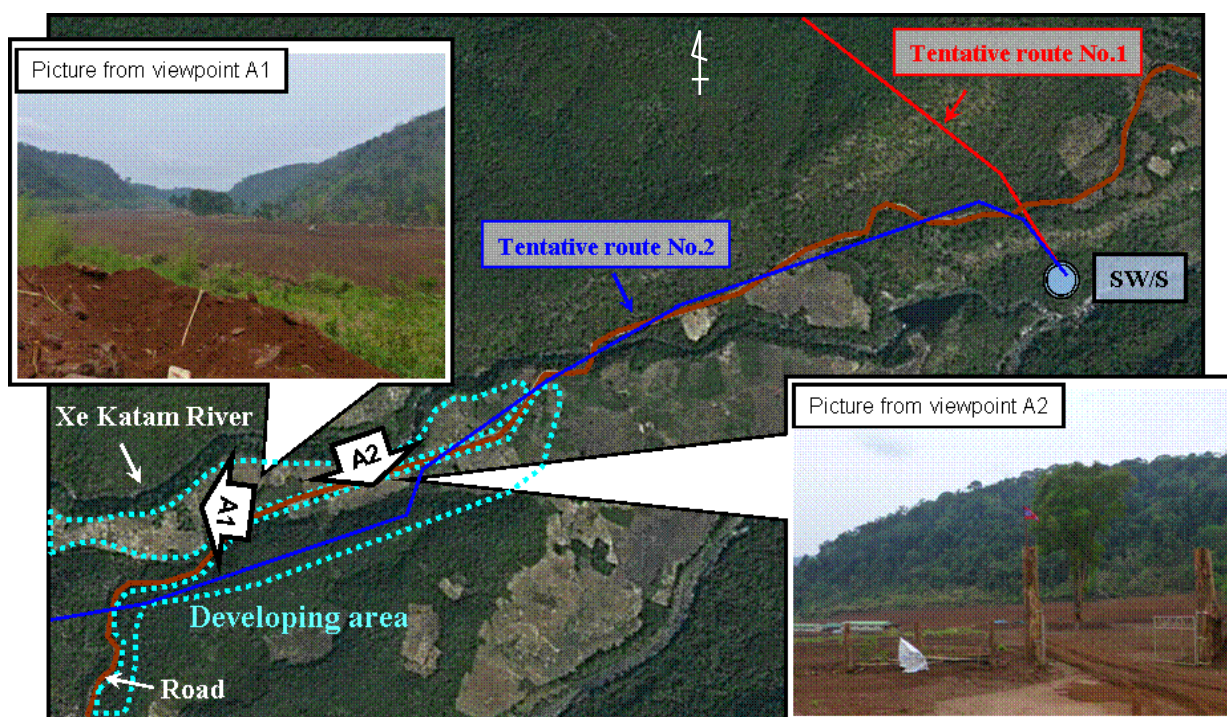 Picture from viewpoint A1
Tentative route No.1
Tentative route No.2
SW/S
Picture from viewpoint A2
Xe Katam River
A2
A1
Developing area
Road